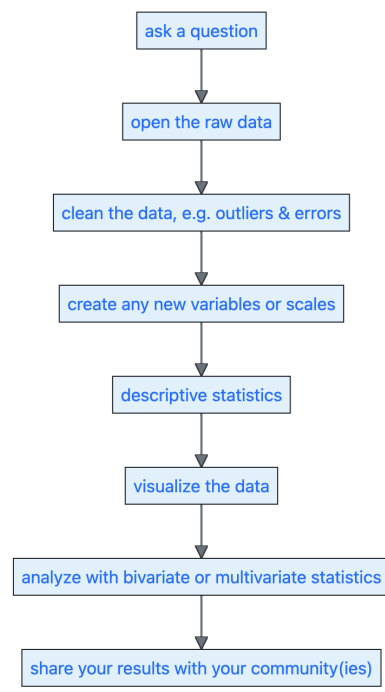 ask a question
open the raw data
clean the data, e.g. outliers & errors
create any new variables or scales
descriptive statistics
visualize the data
analyze with bivariate or multivariate statistics
share your results with your community(ies)